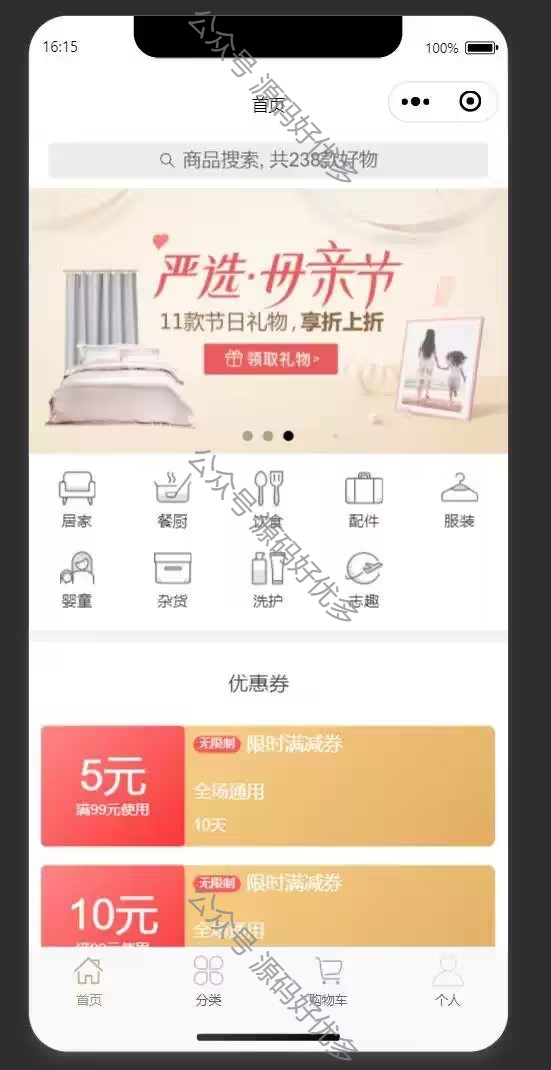 16:15
100%
首页
商品搜索, 共238款好物
严选·母亲节
11款节日礼物,享折上折
领取礼物>
居家
餐厨
饮食
配件
服装
婴童
杂货
洗护
志趣
优惠券
5元
满99元使用
无限制 限时满减券
全场通用
10天
10元
满99元使用
无限制 限时满减券
全场通用
首页
分类
购物车
个人
公众号 源码好优多
公众号 源码好优多
公众号 源码好优多